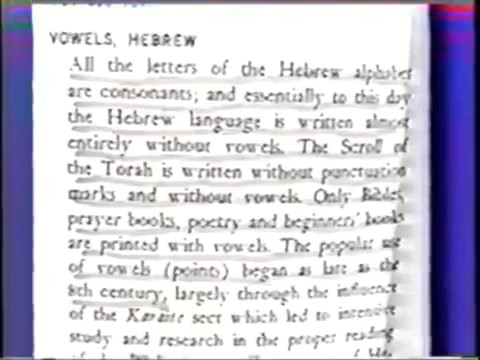 VOWELS, HEBREW
All the letters of the Hebrew alphabet
are consonants; and essentially to this day
the Hebrew language is written almost
entirely without vowels. The Scroll of
the Torah is written without punctuation
marks and without vowels. Only Bibles,
prayer books, poetry and beginners' books
are printed with vowels. The popular use
of vowels (points) began as late as the
8th century, largely through the influence
of the Karaite sect which led to intensive
study and research in the proper reading
of the